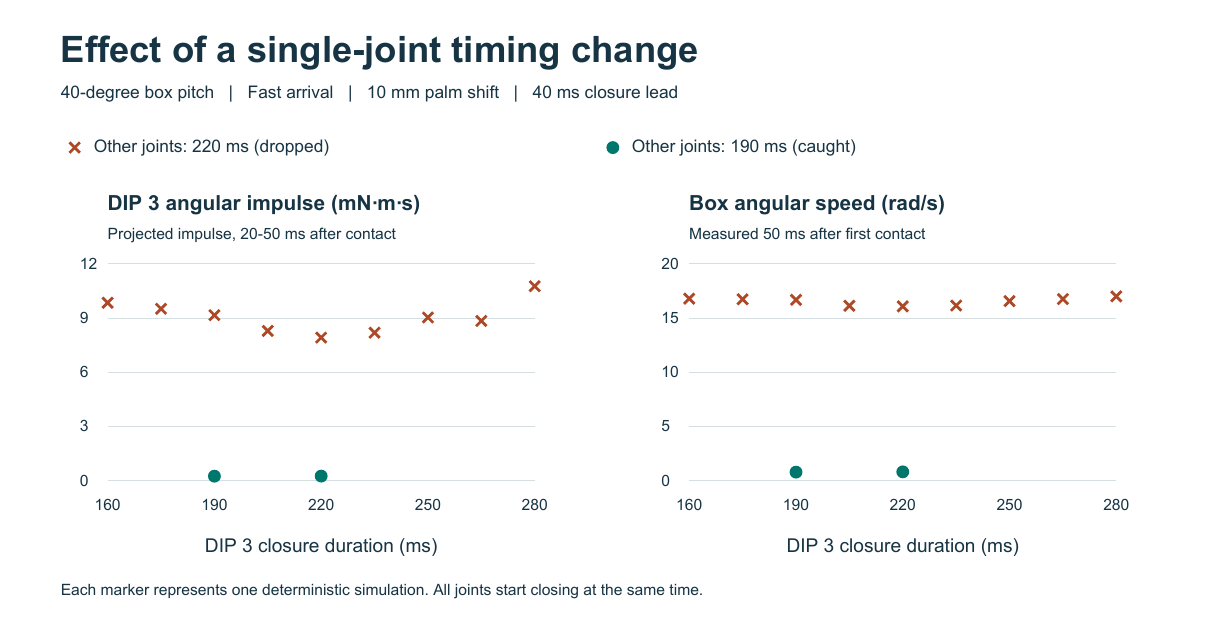 Effect of a single-joint timing change
40-degree box pitch | Fast arrival | 10 mm palm shift | 40 ms closure lead
Other joints: 220 ms (dropped)
Other joints: 190 ms (caught)
DIP 3 angular impulse (mN·m·s)
Projected impulse, 20-50 ms after contact
12
9
6
3
0
160 190 220 250 280
DIP 3 closure duration (ms)
Box angular speed (rad/s)
Measured 50 ms after first contact
20
15
10
5
0
160 190 220 250 280
DIP 3 closure duration (ms)
Each marker represents one deterministic simulation. All joints start closing at the same time.